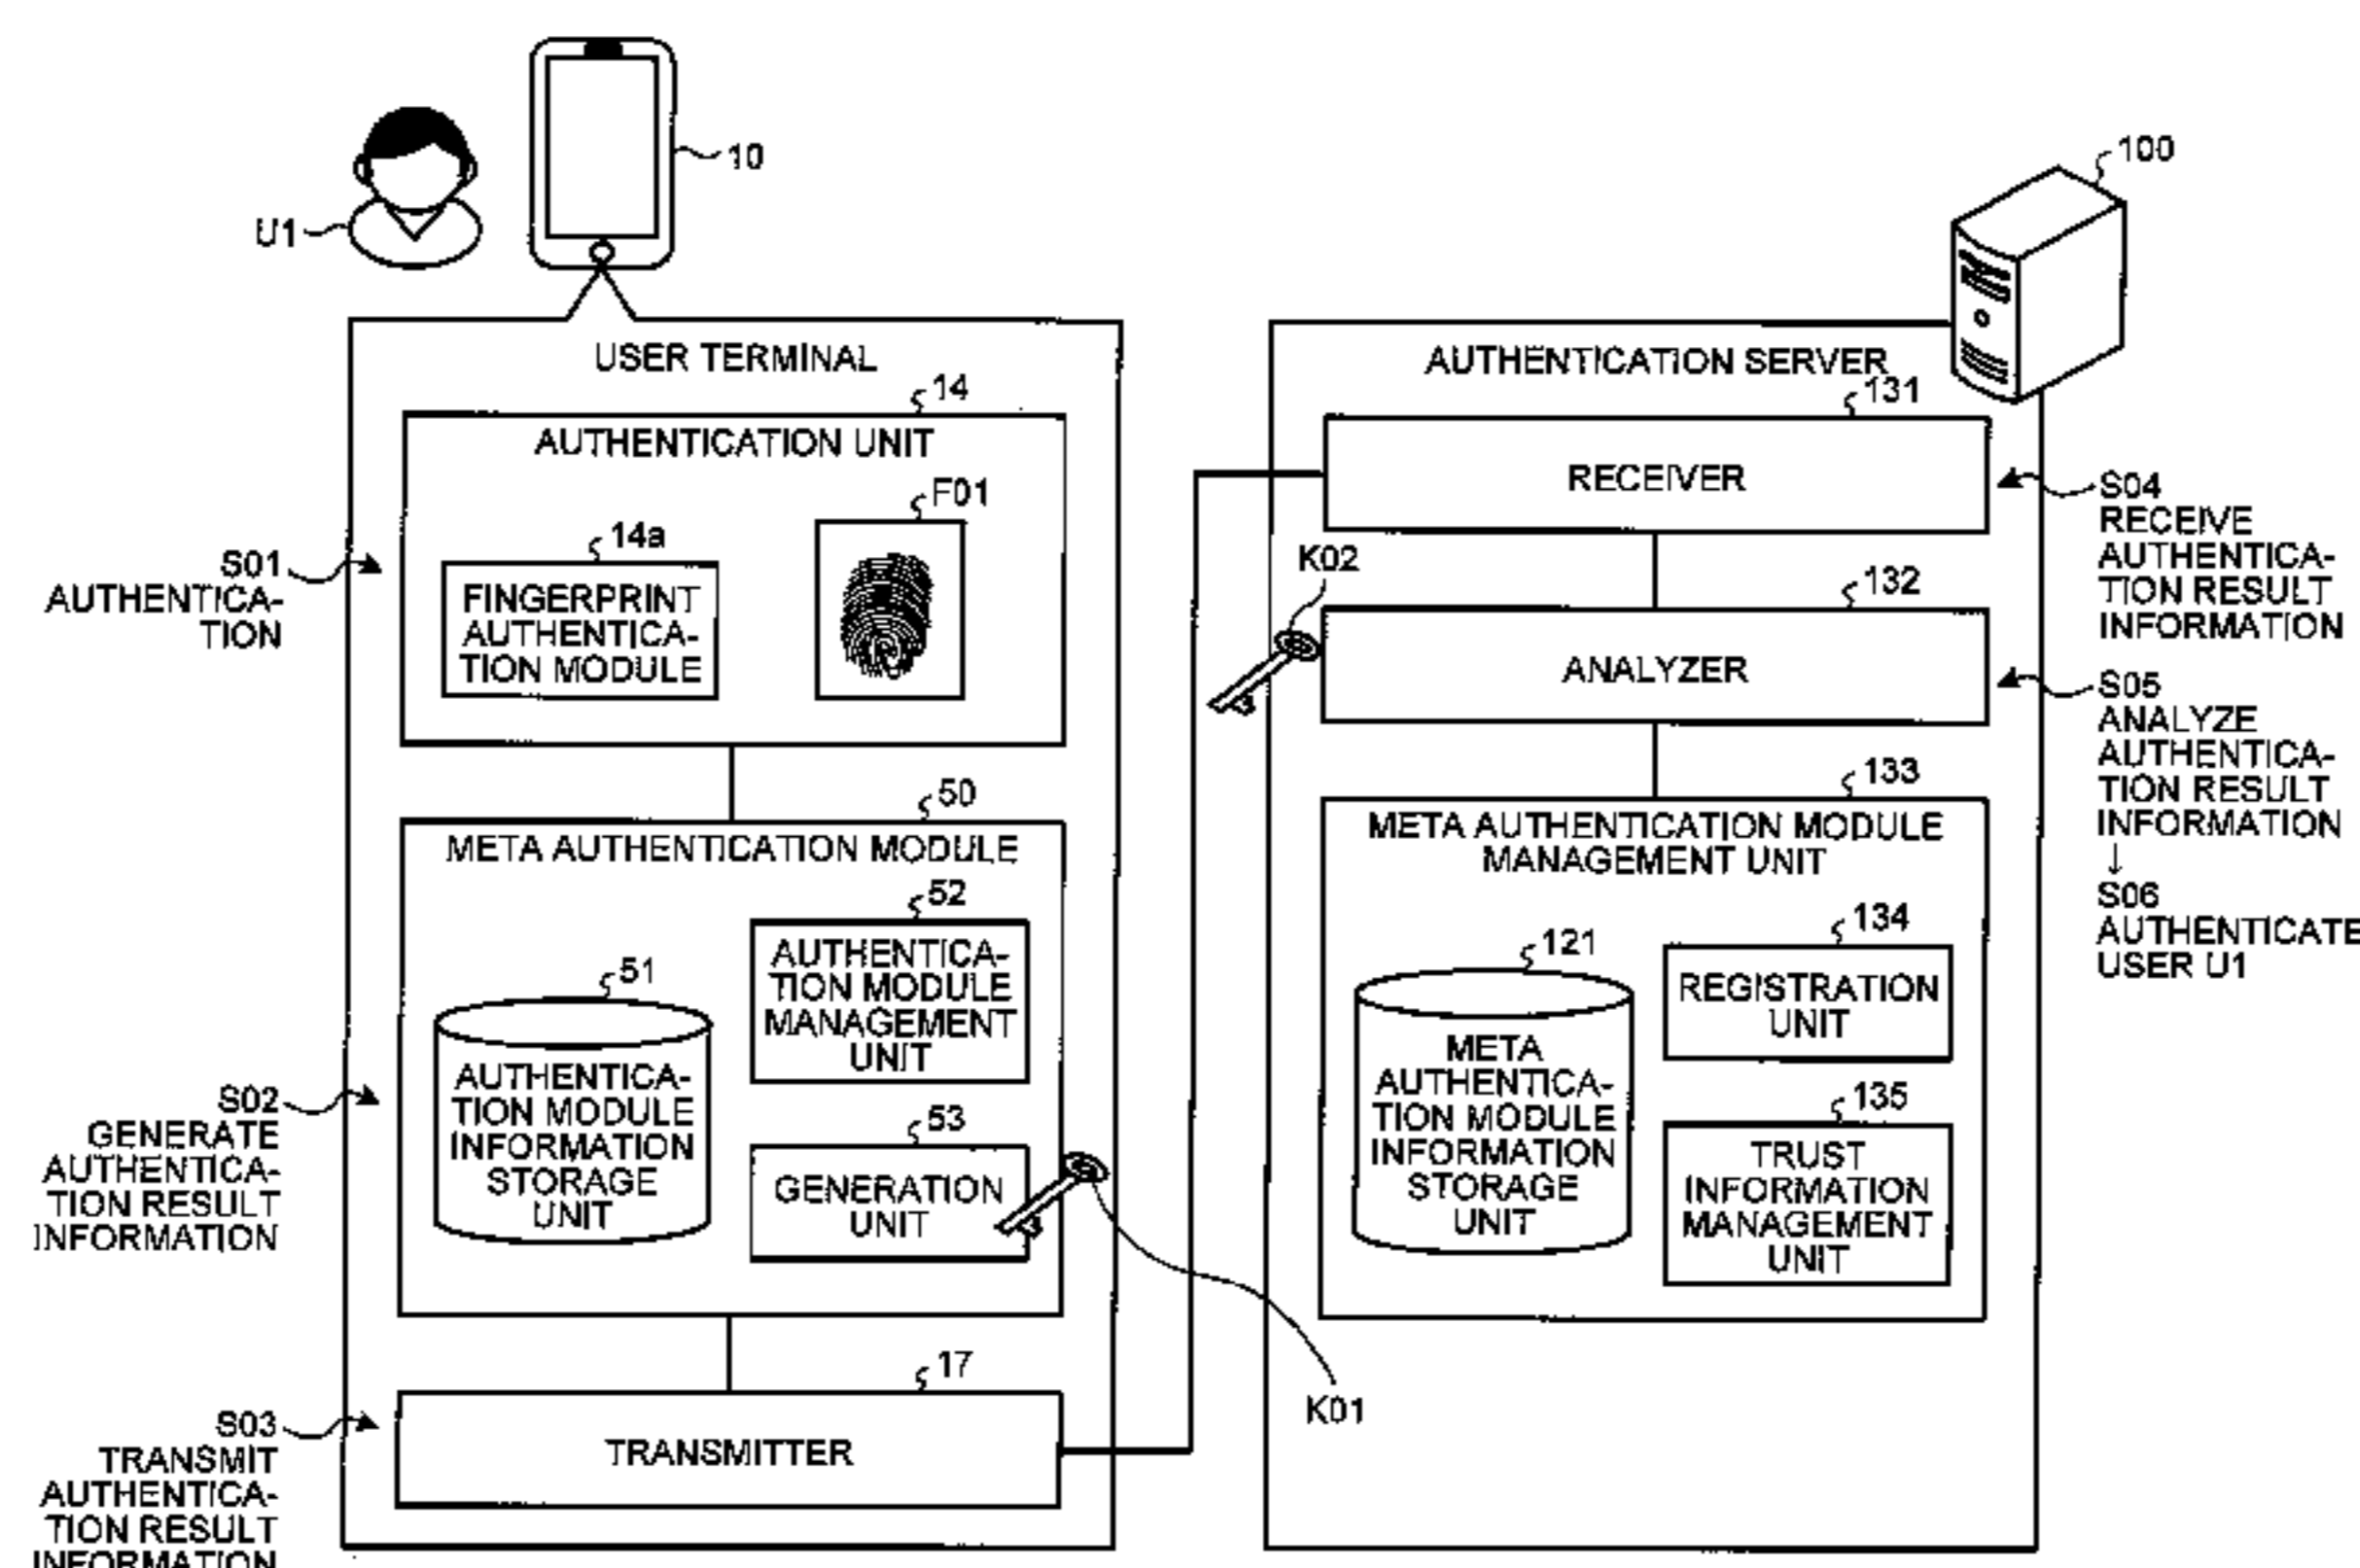 10
U1
100
USER TERMINAL
14
AUTHENTICATION UNIT
F01
14a
FINGERPRINT
AUTHENTICA-
TION MODULE
S01
AUTHENTICA-
TION
50
META AUTHENTICATION MODULE
52
AUTHENTICA-
TION MODULE
MANAGEMENT
UNIT
51
AUTHENTICA-
TION MODULE
INFORMATION
STORAGE
UNIT
53
GENERATION
UNIT
S02
GENERATE
AUTHENTICA-
TION RESULT
INFORMATION
K01
17
TRANSMITTER
S03
TRANSMIT
AUTHENTICA-
TION RESULT
INFORMATION
AUTHENTICATION SERVER
131
RECEIVER
S04
RECEIVE
AUTHENTICA-
TION RESULT
INFORMATION
K02
132
ANALYZER
S05
ANALYZE
AUTHENTICA-
TION RESULT
INFORMATION
↓
S06
AUTHENTICATE
USER U1
133
META AUTHENTICATION MODULE
MANAGEMENT UNIT
121
META
AUTHENTICA-
TION MODULE
INFORMATION
STORAGE
UNIT
134
REGISTRATION
UNIT
135
TRUST
INFORMATION
MANAGEMENT
UNIT